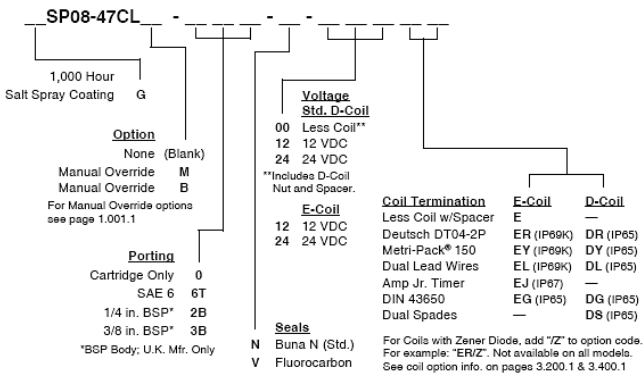 __SP08-47CL__ - __ __ __ - __ - __ __ __ __ __
1,000 Hour
Salt Spray Coating G
Option
None (Blank)
Manual Override M
Manual Override B
For Manual Override options
see page 1.001.1
Porting
Cartridge Only 0
SAE 6 6T
1/4 in. BSP* 2B
3/8 in. BSP* 3B
*BSP Body; U.K. Mfr. Only
Voltage
Std. D-Coil
00 Less Coil**
12 12 VDC
24 24 VDC
**Includes D-Coil
Nut and Spacer.
E-Coil
12 12 VDC
24 24 VDC
Seals
N Buna N (Std.)
V Fluorocarbon
Coil Termination E-Coil D-Coil
Less Coil w/Spacer E —
Deutsch DT04-2P ER (IP69K) DR (IP65)
Metri-Pack® 150 EY (IP69K) DY (IP65)
Dual Lead Wires EL (IP69K) DL (IP65)
Amp Jr. Timer EJ (IP67) —
DIN 43650 EG (IP65) DG (IP65)
Dual Spades — DS (IP65)
For Coils with Zener Diode, add "/Z" to option code.
For example: "ER/Z". Not available on all models.
See coil option info. on pages 3.200.1 & 3.400.1